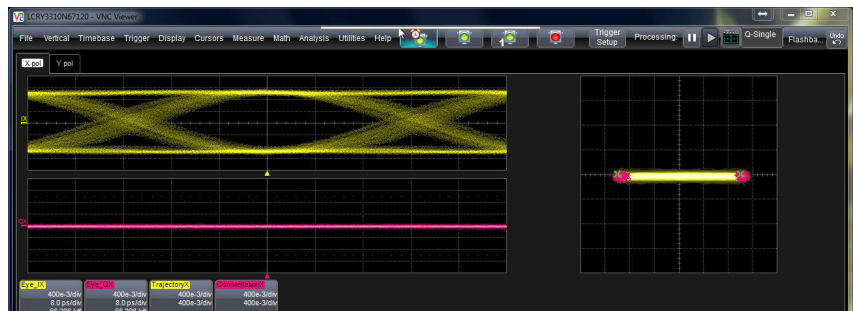 LCRY3310N67120 - VNC Viewer
File Vertical Timebase Trigger Display Cursors Measure Math Analysis Utilities Help
1
Trigger Setup
Processing:
Q-Single
Flashba...
Undo
X pol Y pol
IX
QX
Eye_IX Eye_QX TrajectoryX ConstellationX
400e-3/div 400e-3/div 400e-3/div 400e-3/div
8.0 ps/div 8.0 ps/div 400e-3/div 400e-3/div